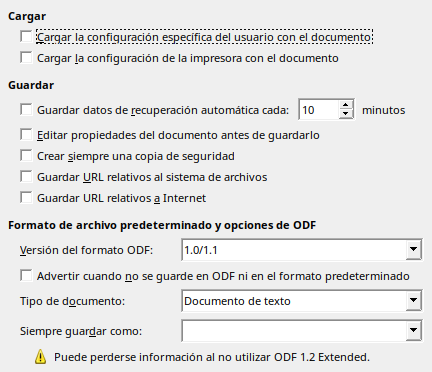 Cargar
Cargar la configuración específica del usuario con el documento
Cargar la configuración de la impresora con el documento
Guardar
Guardar datos de recuperación automática cada: 10 minutos
Editar propiedades del documento antes de guardarlo
Crear siempre una copia de seguridad
Guardar URL relativos al sistema de archivos
Guardar URL relativos a Internet
Formato de archivo predeterminado y opciones de ODF
Versión del formato ODF: 1.0/1.1
Advertir cuando no se guarde en ODF ni en el formato predeterminado
Tipo de documento: Documento de texto
Siempre guardar como:
Puede perderse información al no utilizar ODF 1.2 Extended.